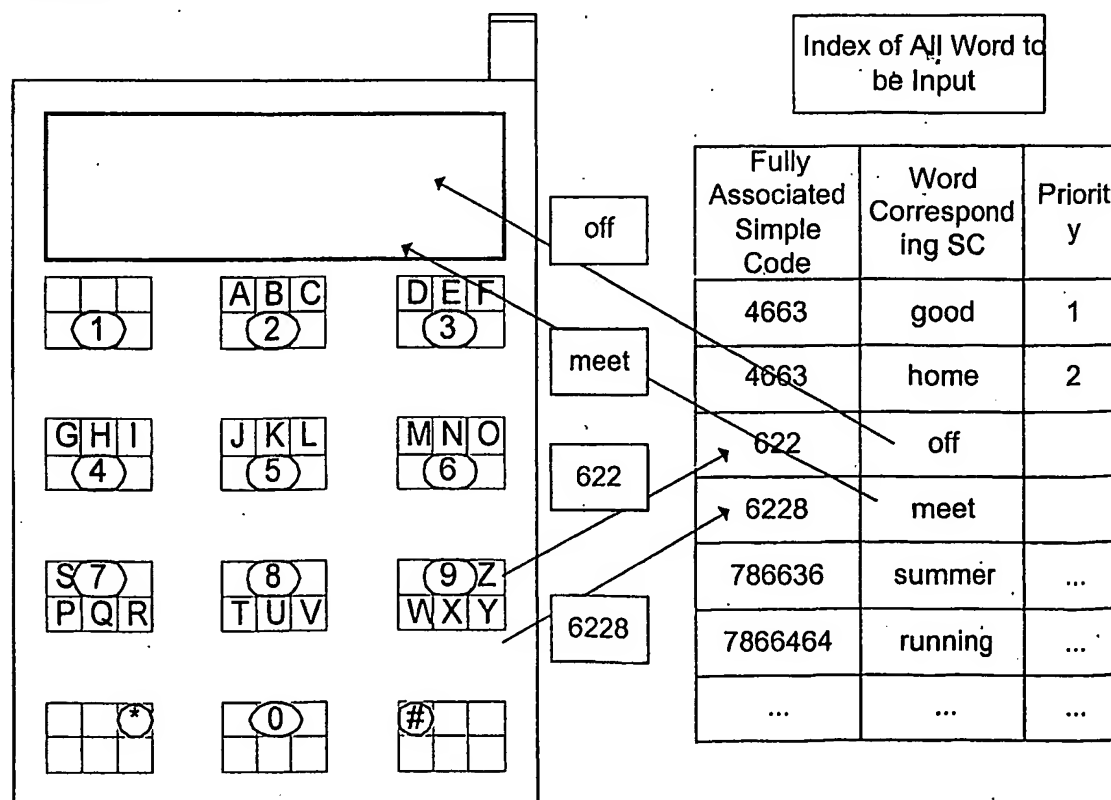 Index of All Word to
be Input
Fully
Associated
Simple
Code
Word
Correspond
ing SC
Priorit
y
4663 good 1
4663 home 2
622 off
6228 meet
786636 summer ...
7866464 running ...
... ... ...
off
meet
622
6228
A B C D E F
1 2 3
G H I J K L M N O
4 5 6
S 7 8 9 Z
P Q R T U V W X Y
* 0 #